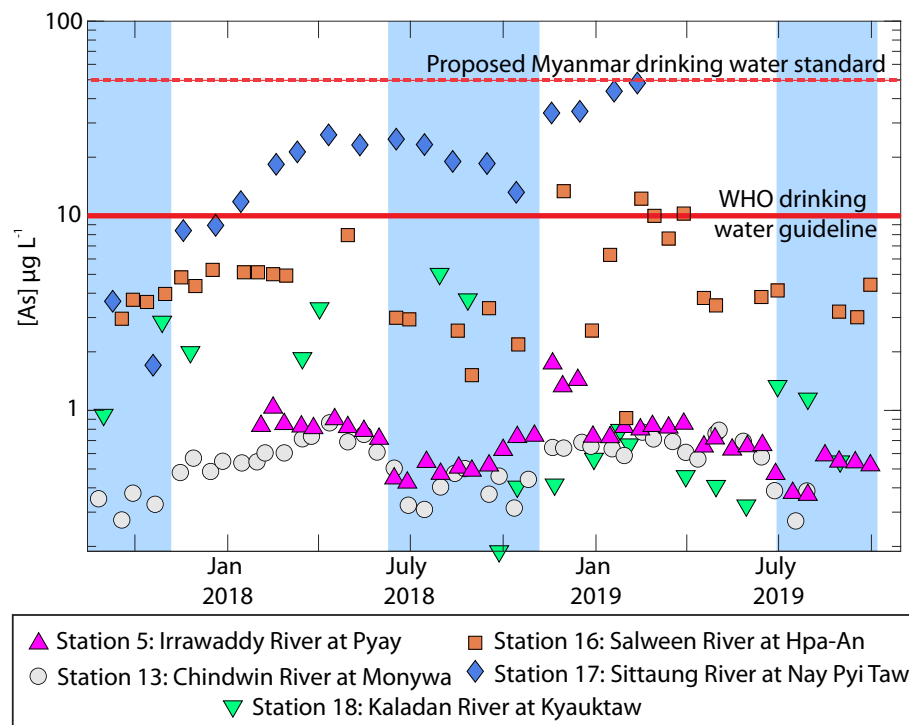 100
Proposed Myanmar drinking water standard
WHO drinking
water guideline
10
[As] µg L⁻¹
1
Jan
2018
July
2018
Jan
2019
July
2019
Station 5: Irrawaddy River at Pyay
Station 16: Salween River at Hpa-An
Station 13: Chindwin River at Monywa
Station 17: Sittaung River at Nay Pyi Taw
Station 18: Kaladan River at Kyauktaw